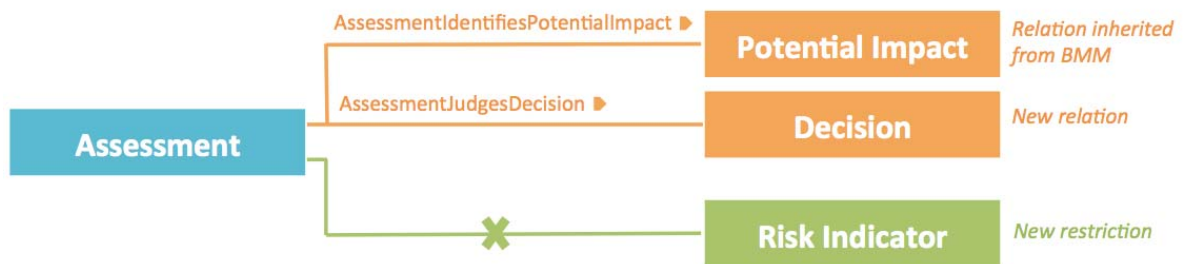 AssessmentIdentifiesPotentialImpact
Potential Impact
Relation inherited
from BMM
AssessmentJudgesDecision
Decision
New relation
Assessment
Risk Indicator
New restriction